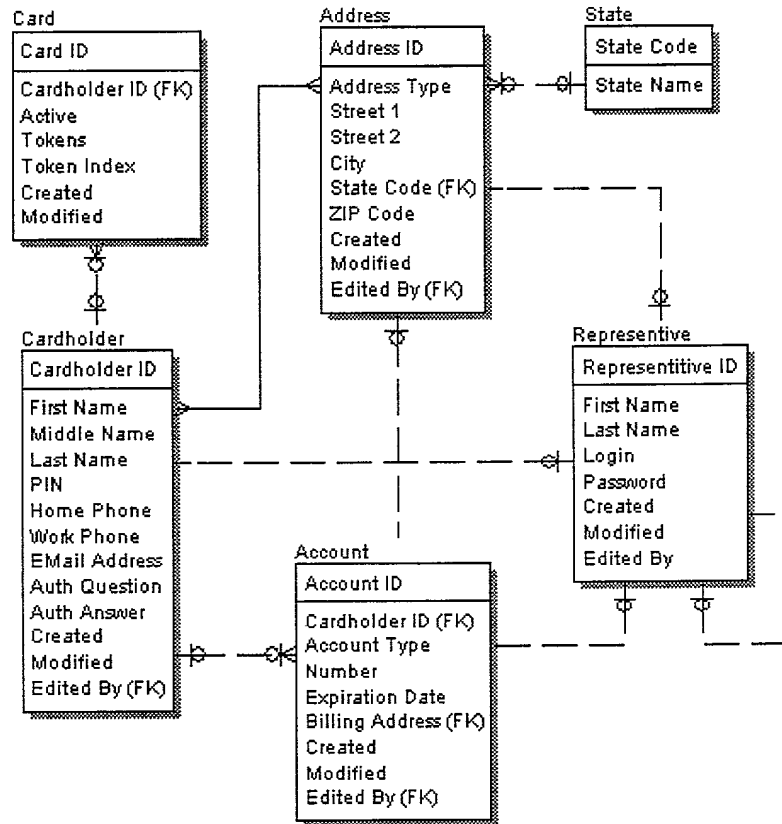 Card
Card ID
Cardholder ID (FK)
Active
Tokens
Token Index
Created
Modified
Address
Address ID
Address Type
Street 1
Street 2
City
State Code (FK)
ZIP Code
Created
Modified
Edited By (FK)
State
State Code
State Name
Cardholder
Cardholder ID
First Name
Middle Name
Last Name
PIN
Home Phone
Work Phone
EMail Address
Auth Question
Auth Answer
Created
Modified
Edited By (FK)
Representive
Representitive ID
First Name
Last Name
Login
Password
Created
Modified
Edited By
Account
Account ID
Cardholder ID (FK)
Account Type
Number
Expiration Date
Billing Address (FK)
Created
Modified
Edited By (FK)